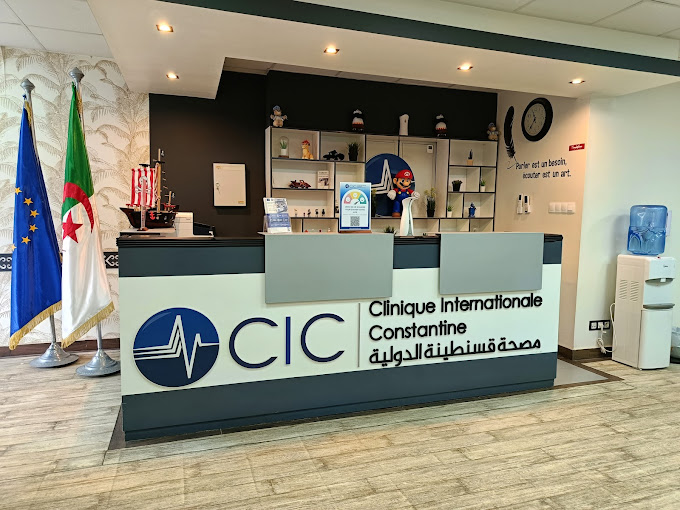 Parler est un besoin,
écouter est un art.
CIC
Clinique Internationale
Constantine
مصحة قسنطينة الدولية